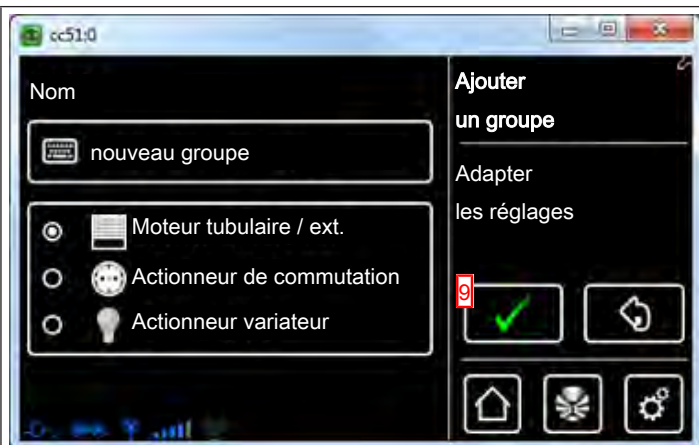 cc51:0
Nom
nouveau groupe
Moteur tubulaire / ext.
Actionneur de commutation
Actionneur variateur
Ajouter
un groupe
Adapter
les réglages
9